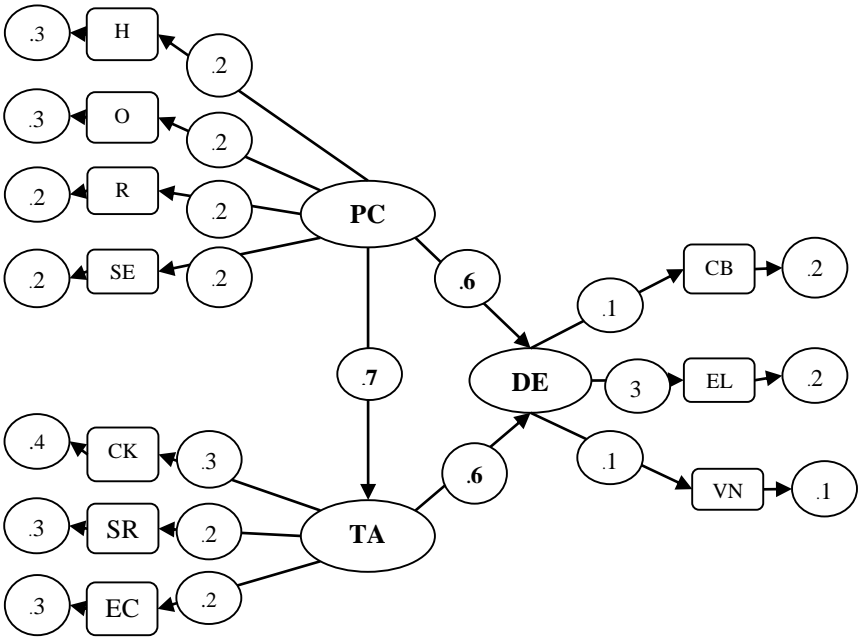 .3 H .2
.3 O .2
.2 R .2
PC
.2 SE .2
.6
CB .2
.1
.7
DE
3 EL .2
.4 CK .3
.1
.6
VN .1
.3 SR .2
TA
.3 EC .2